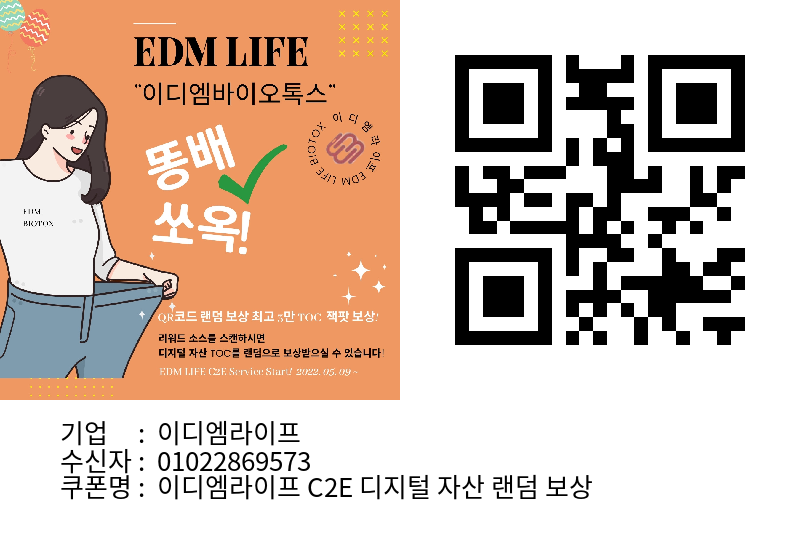 EDM LIFE
"이디엠바이오톡스"
이디엠라이프 EDM LIFE BIOTOX
똥배
쏘옥!
EDM
BIOTOX
QR코드 랜덤 보상 최고 5만 TOC 잭팟 보상!
리워드 소스를 스캔하시면
디지털 자산 TOC를 랜덤으로 보상받으실 수 있습니다!
EDM LIFE C2E Service Start! 2022. 05. 09 ~
기업 : 이디엠라이프
수신자 : 01022869573
쿠폰명 : 이디엠라이프 C2E 디지털 자산 랜덤 보상